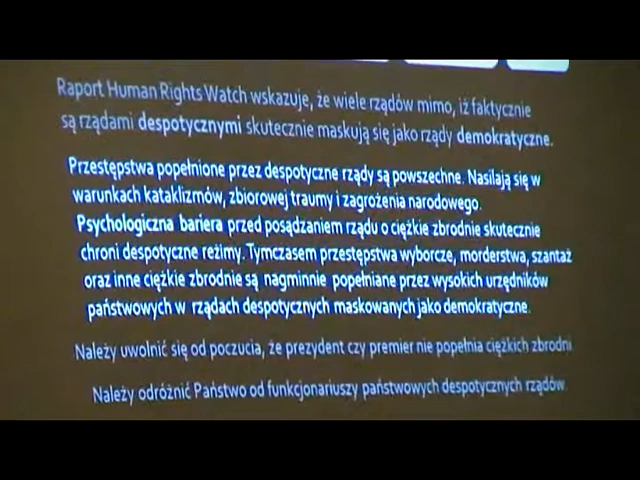 Raport Human Rights Watch wskazuje, że wiele rządów mimo, iż faktycznie
są rządami despotycznymi skutecznie maskują się jako rządy demokratyczne.
Przestępstwa popełnione przez despotyczne rządy są powszechne. Nasilają się w
warunkach kataklizmów, zbiorowej traumy i zagrożenia narodowego.
Psychologiczna bariera przed posądzaniem rządu o ciężkie zbrodnie skutecznie
chroni despotyczne reżimy. Tymczasem przestępstwa wyborcze, morderstwa, szantaż
oraz inne ciężkie zbrodnie są nagminnie popełniane przez wysokich urzędników
państwowych w rządach despotycznych maskowanych jako demokratyczne.
Należy uwolnić się od poczucia, że prezydent czy premier nie popełnia ciężkich zbrodni
Należy odróżnić Państwo od funkcjonariuszy państwowych despotycznych rządów.